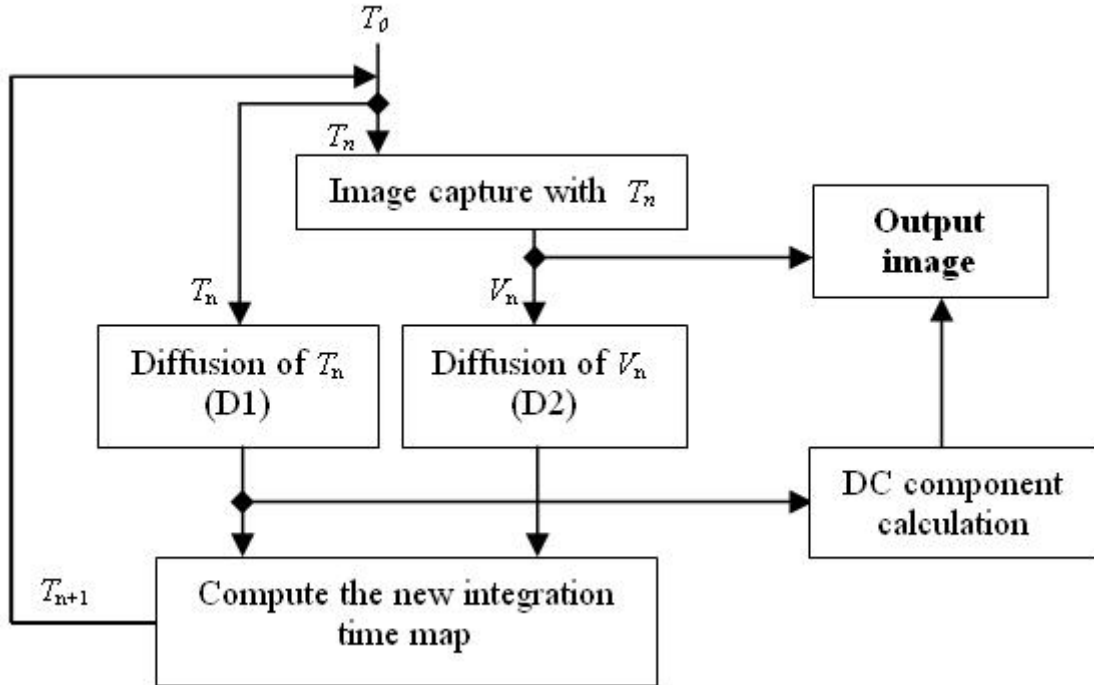 T0
Tn
Image capture with Tn
Output
image
Tn
Vn
Diffusion of Tn
(D1)
Diffusion of Vn
(D2)
DC component
calculation
Tn+1
Compute the new integration
time map